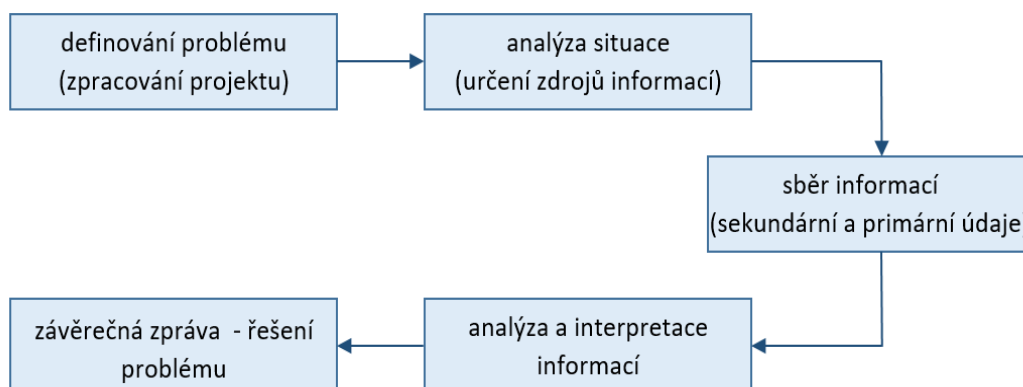 definování problému
(zpracování projektu)
analýza situace
(určení zdrojů informací)
sběr informací
(sekundární a primární údaje
analýza a interpretace
informací
závěrečná zpráva - řešení
problému